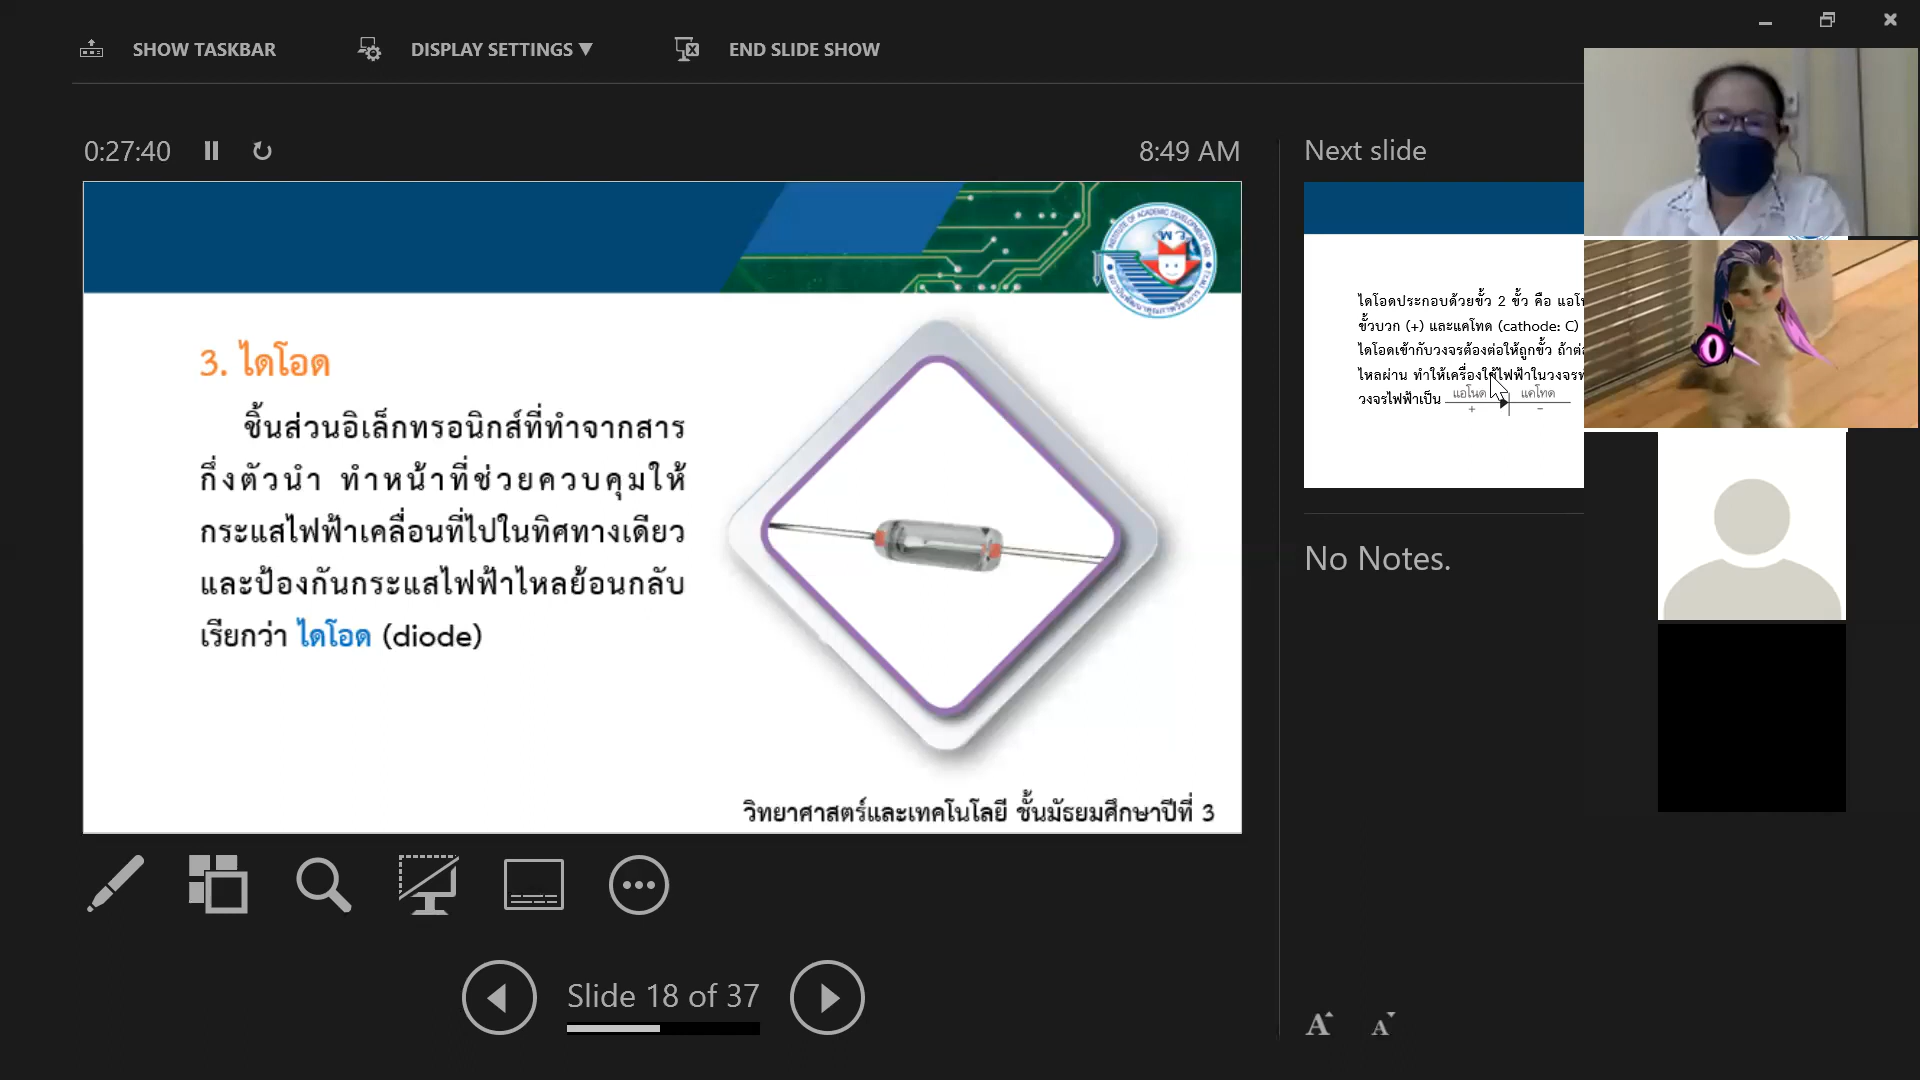 SHOW TASKBAR
DISPLAY SETTINGS ▼
END SLIDE SHOW
0:27:40
8:49 AM
Next slide
3. ไดโอด
ชิ้นส่วนอิเล็กทรอนิกส์ที่ทำจากสาร
กึ่งตัวนำ ทำหน้าที่ช่วยควบคุมให้
กระแสไฟฟ้าเคลื่อนที่ไปในทิศทางเดียว
และป้องกันกระแสไฟฟ้าไหลย้อนกลับ
เรียกว่า ไดโอด (diode)
วิทยาศาสตร์และเทคโนโลยี ชั้นมัธยมศึกษาปีที่ 3
ไดโอดประกอบด้วยขั้ว 2 ขั้ว คือ
ขั้วบวก (+) และแคโทด (cathode: C)
ไดโอดเข้ากับวงจรต้องต่อให้ถูกขั้ว ถ้า
ไหลผ่าน ทำให้เครื่องใช้ไฟฟ้าในวงจร
วงจรไฟฟ้าเป็น แอโนด แคโทด
+ −
No Notes.
Slide 18 of 37
A A